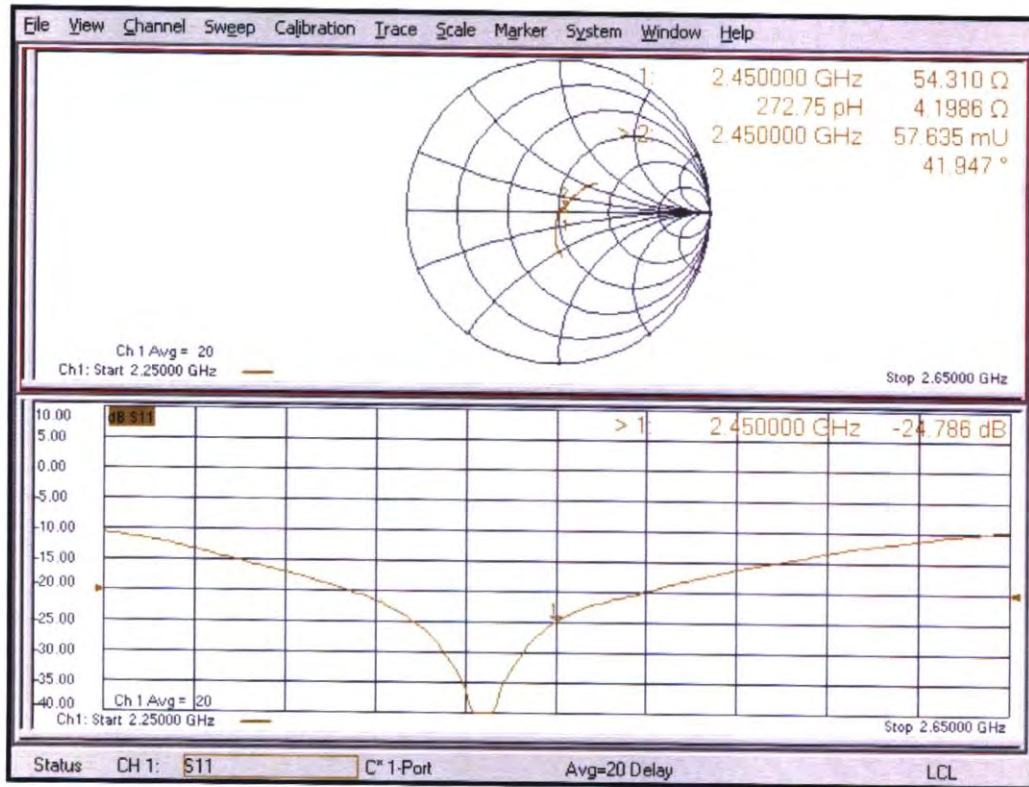 File View Channel Sweep Calibration Trace Scale Marker System Window Help
1: 2.450000 GHz 54.310 Ω
272.75 pH 4.1986 Ω
> 2: 2.450000 GHz 57.635 mU
41.947 °
2
1
Ch 1 Avg = 20
Ch1: Start 2.25000 GHz
Stop 2.65000 GHz
10.00
dB S11
> 1: 2.450000 GHz -24.786 dB
5.00
-0.00
-5.00
-10.00
-15.00
-20.00
-25.00
1
-30.00
-35.00
-40.00
Ch 1 Avg = 20
Ch1: Start 2.25000 GHz
Stop 2.65000 GHz
Status CH 1: S11 C* 1-Port Avg=20 Delay LCL